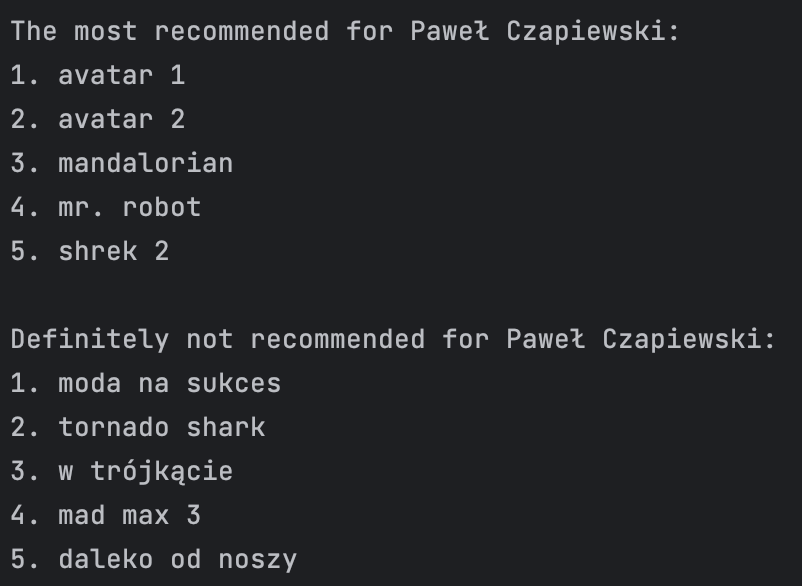 The most recommended for Paweł Czapiewski:
1. avatar 1
2. avatar 2
3. mandalorian
4. mr. robot
5. shrek 2
Definitely not recommended for Paweł Czapiewski:
1. moda na sukces
2. tornado shark
3. w trójkącie
4. mad max 3
5. daleko od noszy